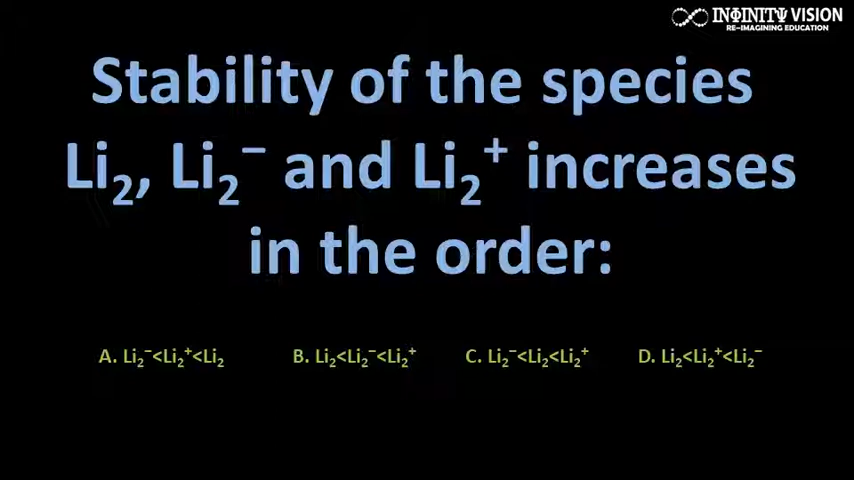 INFINITY VISION
RE-IMAGINING EDUCATION
Stability of the species
Li₂, Li₂⁻ and Li₂⁺ increases
in the order:
A. Li₂⁻<Li₂⁺<Li₂ B. Li₂<Li₂⁻<Li₂⁺ C. Li₂⁻<Li₂<Li₂⁺ D. Li₂<Li₂⁺<Li₂⁻